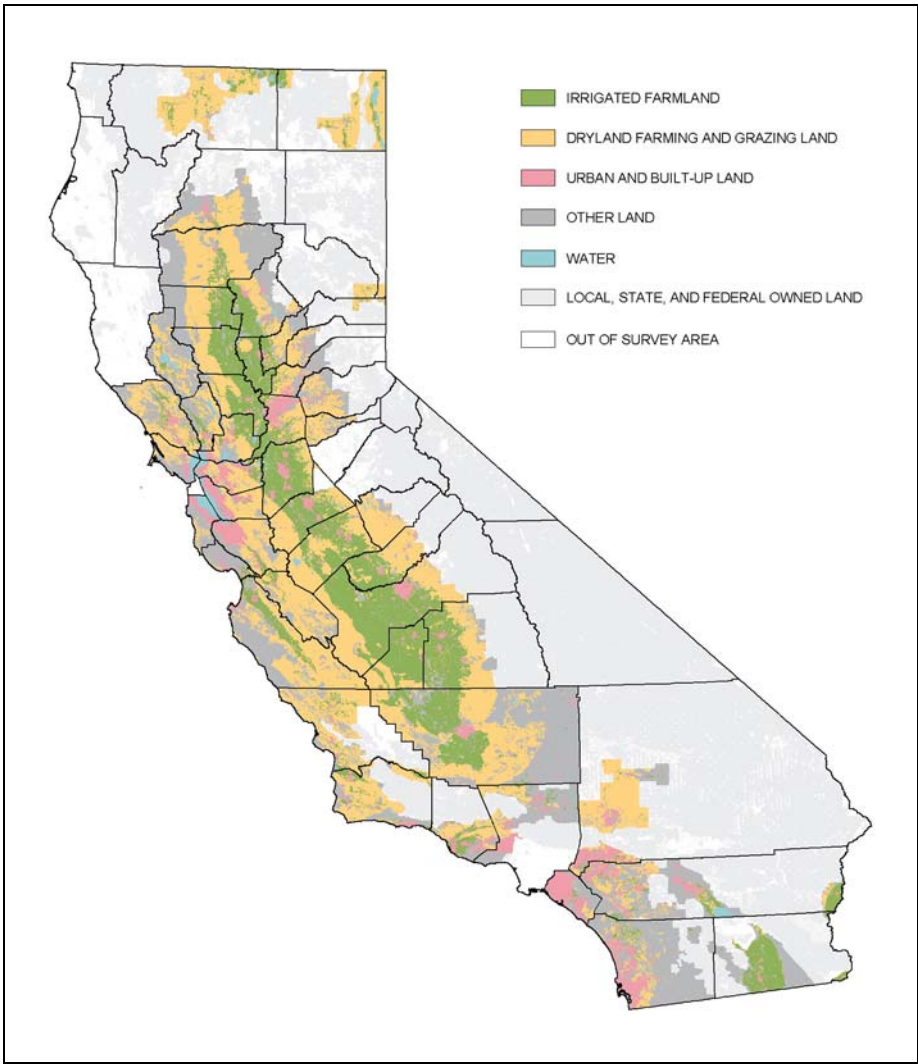 IRRIGATED FARMLAND
DRYLAND FARMING AND GRAZING LAND
URBAN AND BUILT-UP LAND
OTHER LAND
WATER
LOCAL, STATE, AND FEDERAL OWNED LAND
OUT OF SURVEY AREA